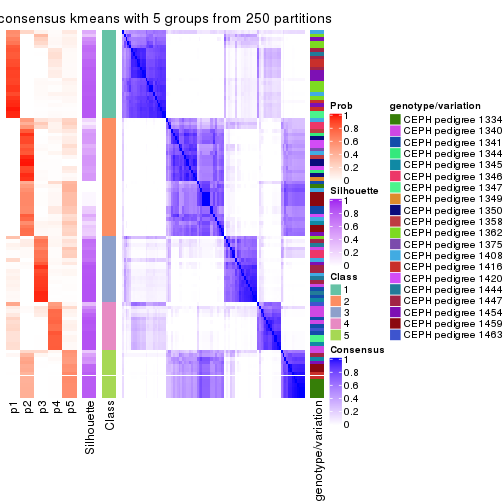 consensus kmeans with 5 groups from 250 partitions
p1
p2
p3
p4
p5
Silhouette
Class
genotype/variation
Prob
1
0.8
0.6
0.4
0.2
0
Silhouette
1
0.8
0.6
0.4
0.2
0
Class
1
2
3
4
5
Consensus
1
0.8
0.6
0.4
0.2
0
genotype/variation
CEPH pedigree 1334
CEPH pedigree 1340
CEPH pedigree 1341
CEPH pedigree 1344
CEPH pedigree 1345
CEPH pedigree 1346
CEPH pedigree 1347
CEPH pedigree 1349
CEPH pedigree 1350
CEPH pedigree 1358
CEPH pedigree 1362
CEPH pedigree 1375
CEPH pedigree 1408
CEPH pedigree 1416
CEPH pedigree 1420
CEPH pedigree 1444
CEPH pedigree 1447
CEPH pedigree 1454
CEPH pedigree 1459
CEPH pedigree 1463